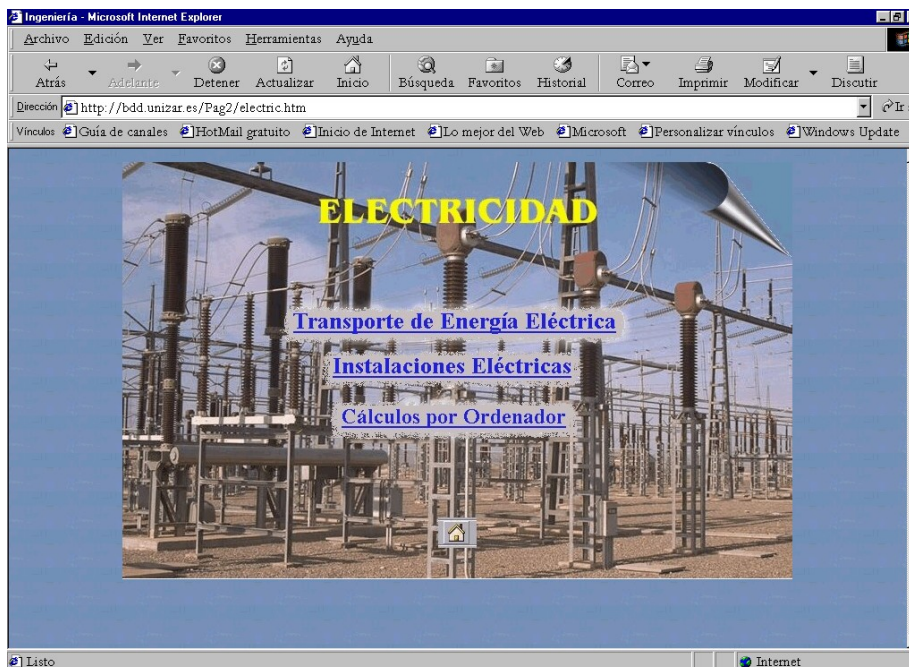 Ingeniería - Microsoft Internet Explorer
Archivo Edición Ver Favoritos Herramientas Ayuda
Atrás Adelante Detener Actualizar Inicio Búsqueda Favoritos Historial Correo Imprimir Modificar Discutir
Dirección http://bdd.unizar.es/Pag2/electric.htm Ir
Vínculos Guía de canales HotMail gratuito Inicio de Internet Lo mejor del Web Microsoft Personalizar vínculos Windows Update
ELECTRICIDAD
Transporte de Energía Eléctrica
Instalaciones Eléctricas
Cálculos por Ordenador
Listo Internet